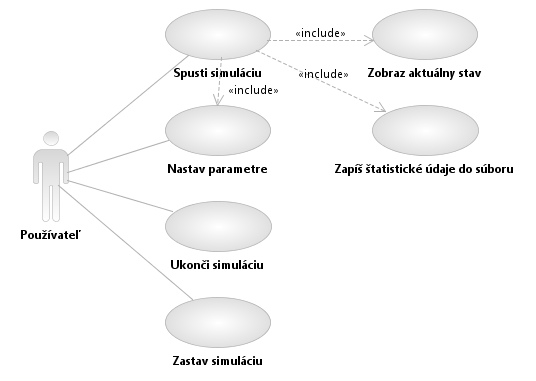 «include»
Spusti simuláciu
Zobraz aktuálny stav
«include»
«include»
Nastav parametre
Zapíš štatistické údaje do súboru
Používateľ
Ukonči simuláciu
Zastav simuláciu